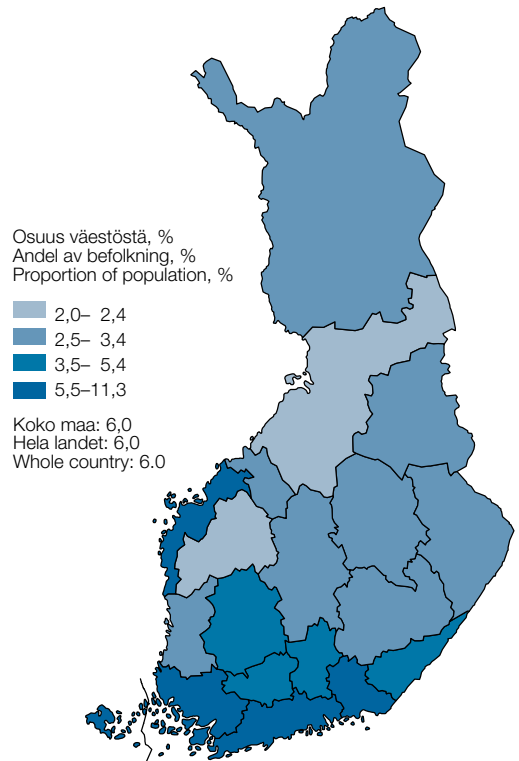 Osuus väestöstä, %
Andel av befolkning, %
Proportion of population, %
2,0– 2,4
2,5– 3,4
3,5– 5,4
5,5–11,3
Koko maa: 6,0
Hela landet: 6,0
Whole country: 6.0